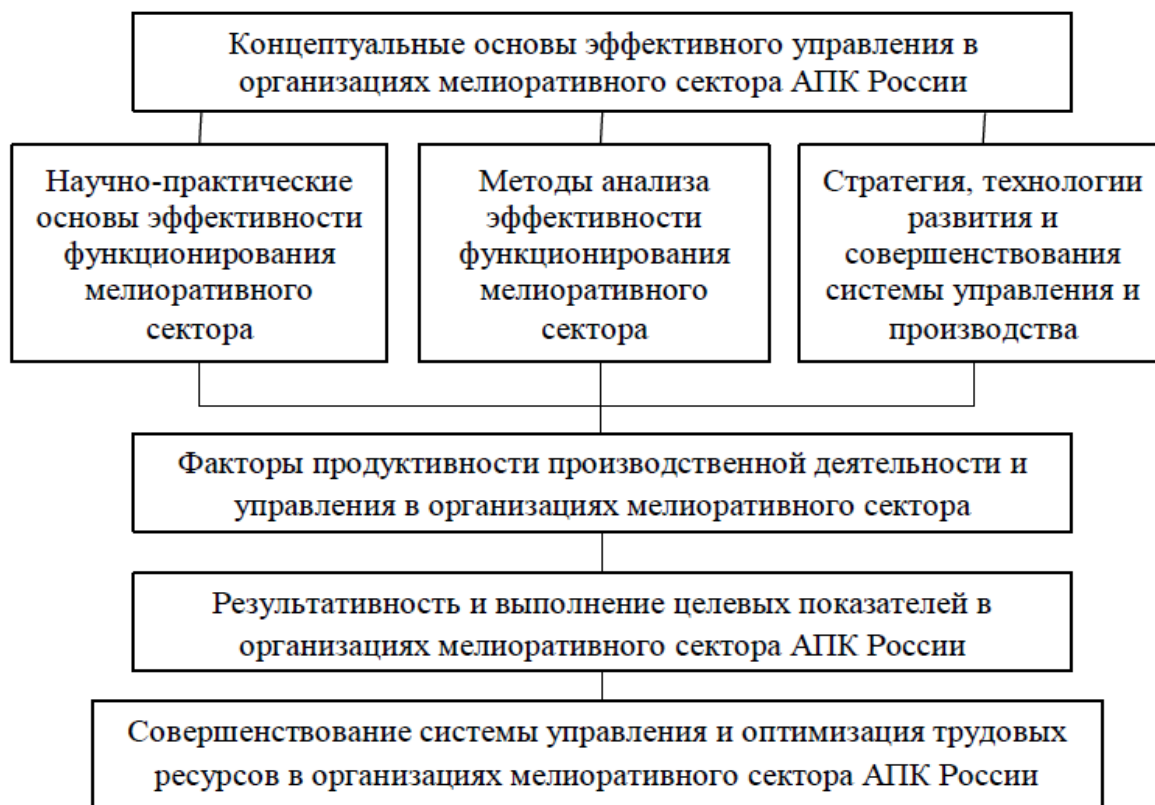 Концептуальные основы эффективного управления в
организациях мелиоративного сектора АПК России
Научно-практические
основы эффективности
функционирования
мелиоративного
сектора
Методы анализа
эффективности
функционирования
мелиоративного
сектора
Стратегия, технологии
развития и
совершенствования
системы управления и
производства
Факторы продуктивности производственной деятельности и
управления в организациях мелиоративного сектора
Результативность и выполнение целевых показателей в
организациях мелиоративного сектора АПК России
Совершенствование системы управления и оптимизация трудовых
ресурсов в организациях мелиоративного сектора АПК России